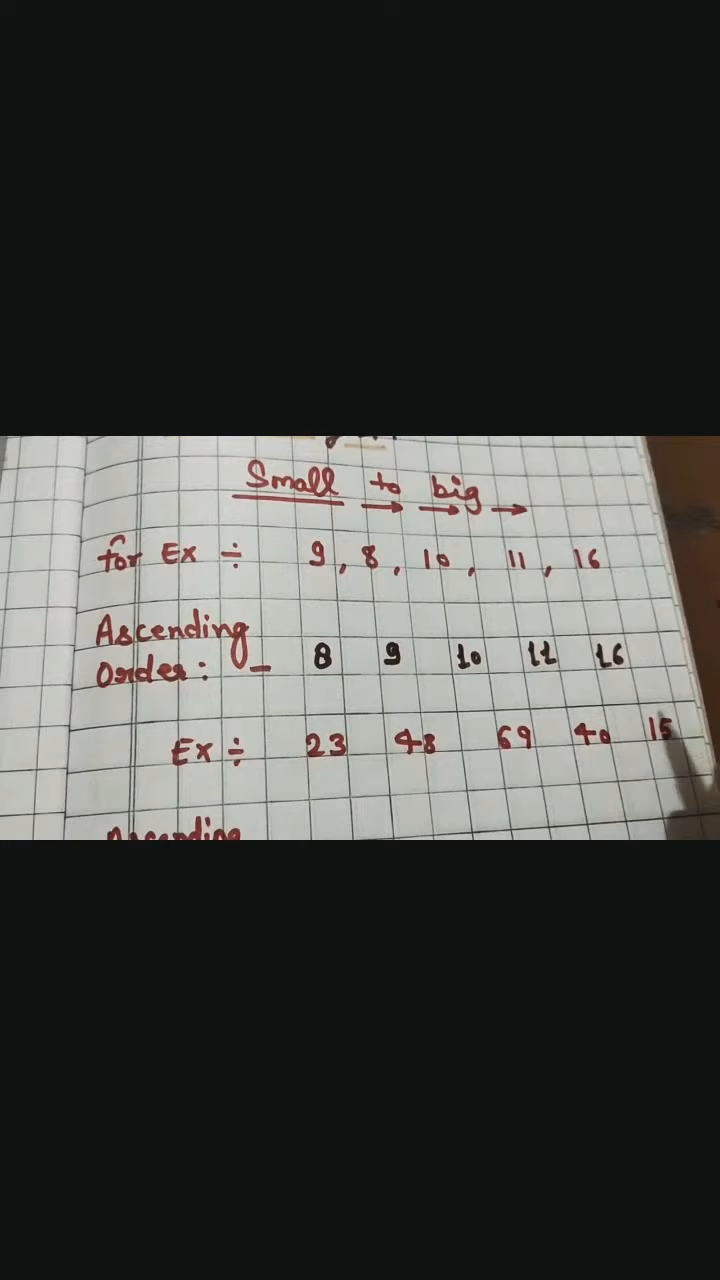 Small to big
for Ex ÷ 9, 8, 10, 11, 16
Ascending
Order: - 8 9 10 11 16
Ex ÷ 23 48 69 40 15
Ascending